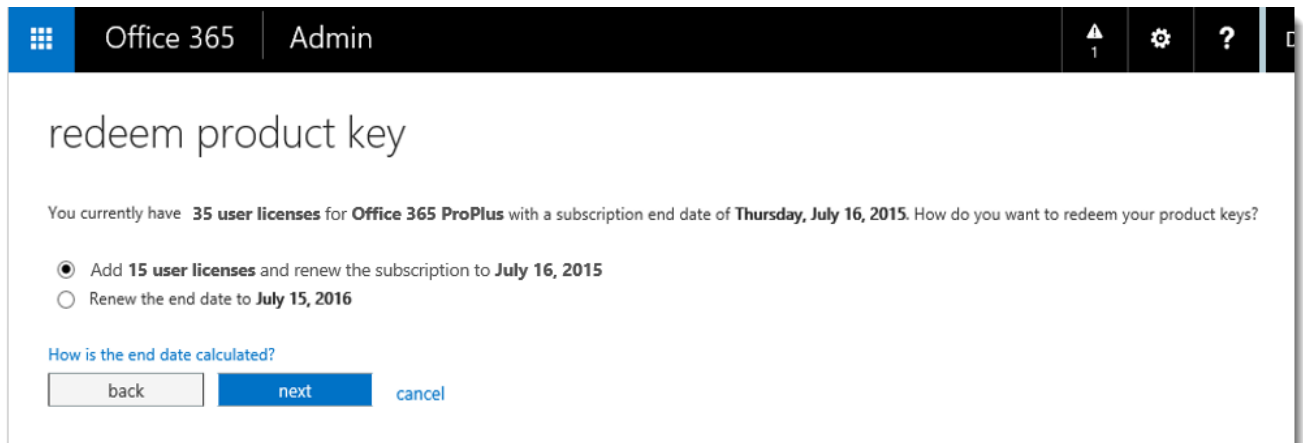 Office 365 Admin
1
?
redeem product key
You currently have 35 user licenses for Office 365 ProPlus with a subscription end date of Thursday, July 16, 2015. How do you want to redeem your product keys?
Add 15 user licenses and renew the subscription to July 16, 2015
Renew the end date to July 15, 2016
How is the end date calculated?
back next cancel